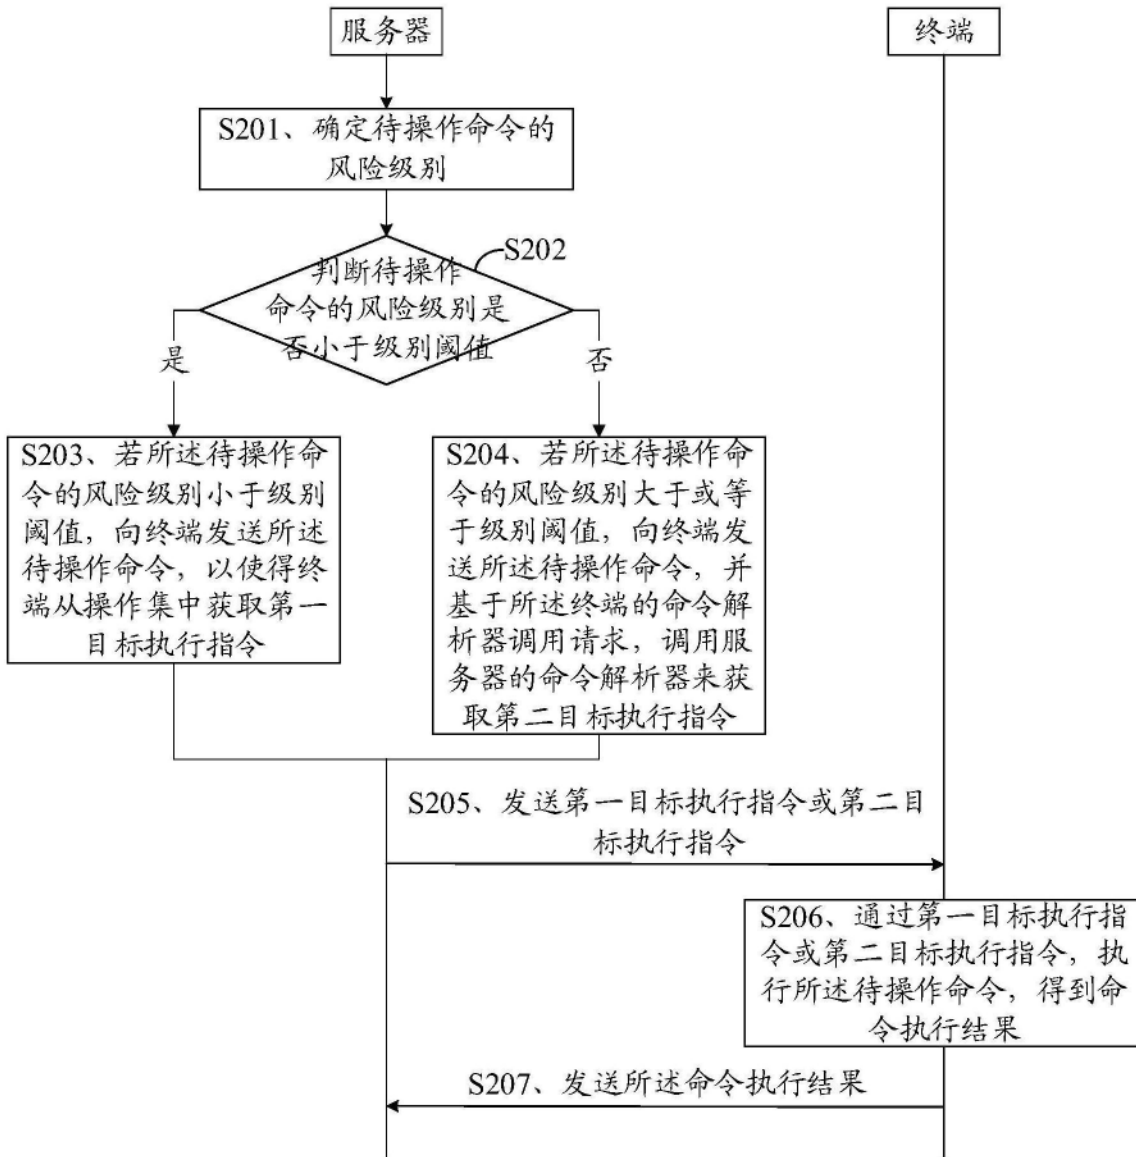 服务器
终端
S201、确定待操作命令的
风险级别
S202
判断待操作
命令的风险级别是
否小于级别阈值
是
否
S203、若所述待操作命
令的风险级别小于级别
阈值，向终端发送所述
待操作命令，以使得终
端从操作集中获取第一
目标执行指令
S204、若所述待操作命
令的风险级别大于或等
于级别阈值，向终端发
送所述待操作命令，并
基于所述终端的命令解
析器调用请求，调用服
务器的命令解析器来获
取第二目标执行指令
S205、发送第一目标执行指令或第二目
标执行指令
S206、通过第一目标执行指
令或第二目标执行指令，执
行所述待操作命令，得到命
令执行结果
S207、发送所述命令执行结果